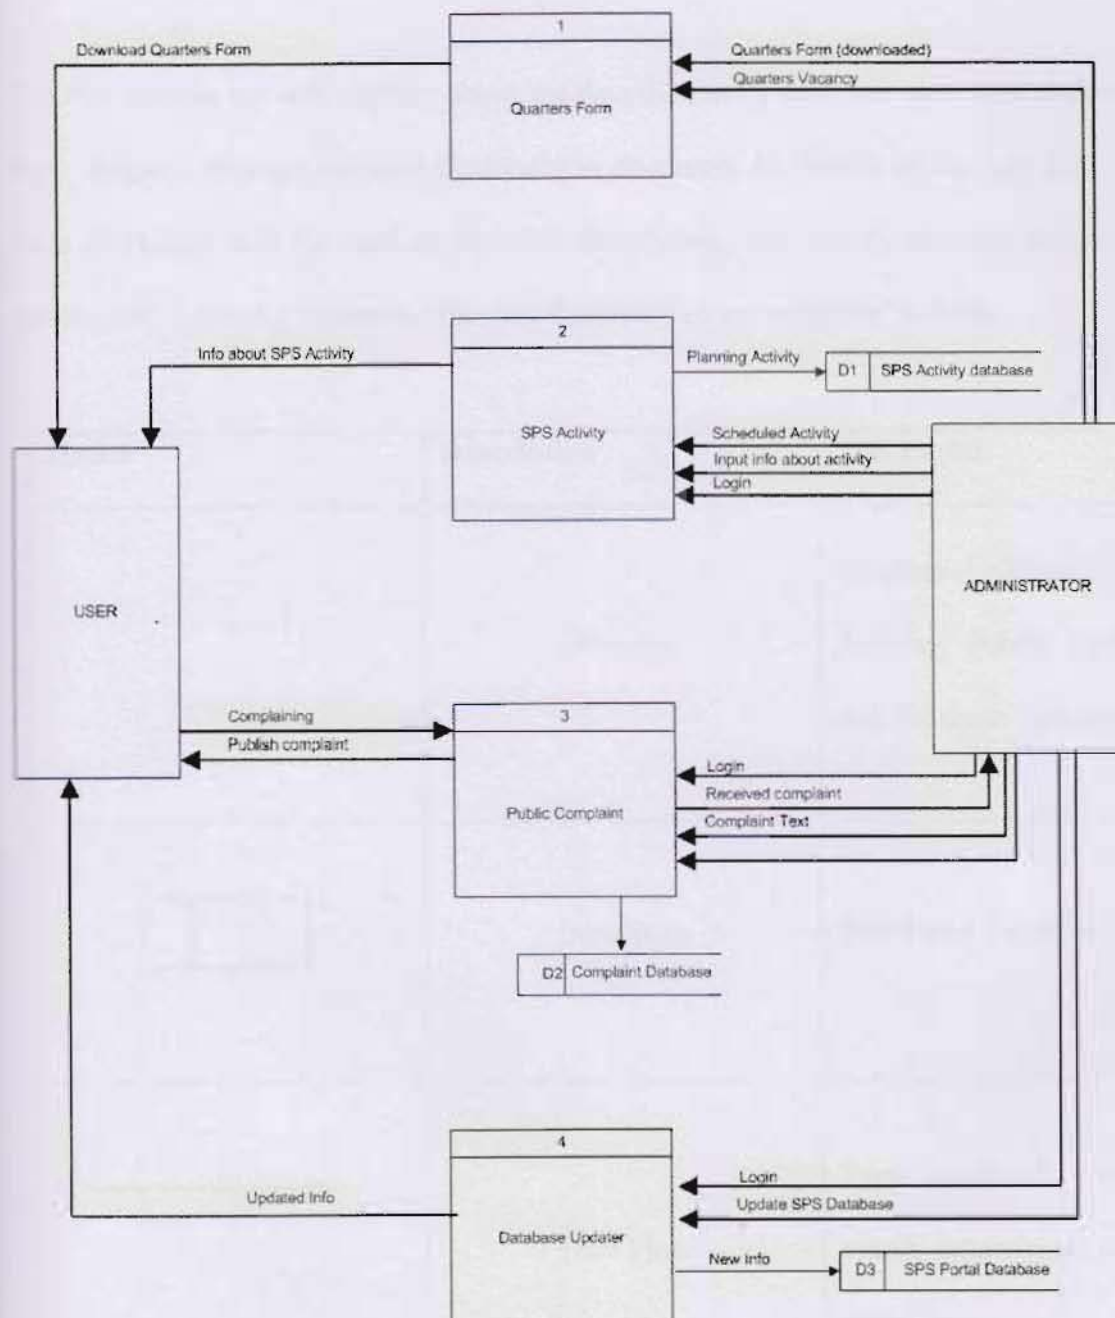 1
Download Quarters Form
Quarters Form (downloaded)
Quarters Vacancy
Quarters Form
2
Info about SPS Activity
Planning Activity
D1 SPS Activity database
SPS Activity
Scheduled Activity
Input info about activity
Login
USER
ADMINISTRATOR
3
Complaining
Publish complaint
Login
Received complaint
Public Complaint
Complaint Text
D2 Complaint Database
4
Login
Updated Info
Update SPS Database
Database Updater
New Info
D3 SPS Portal Database